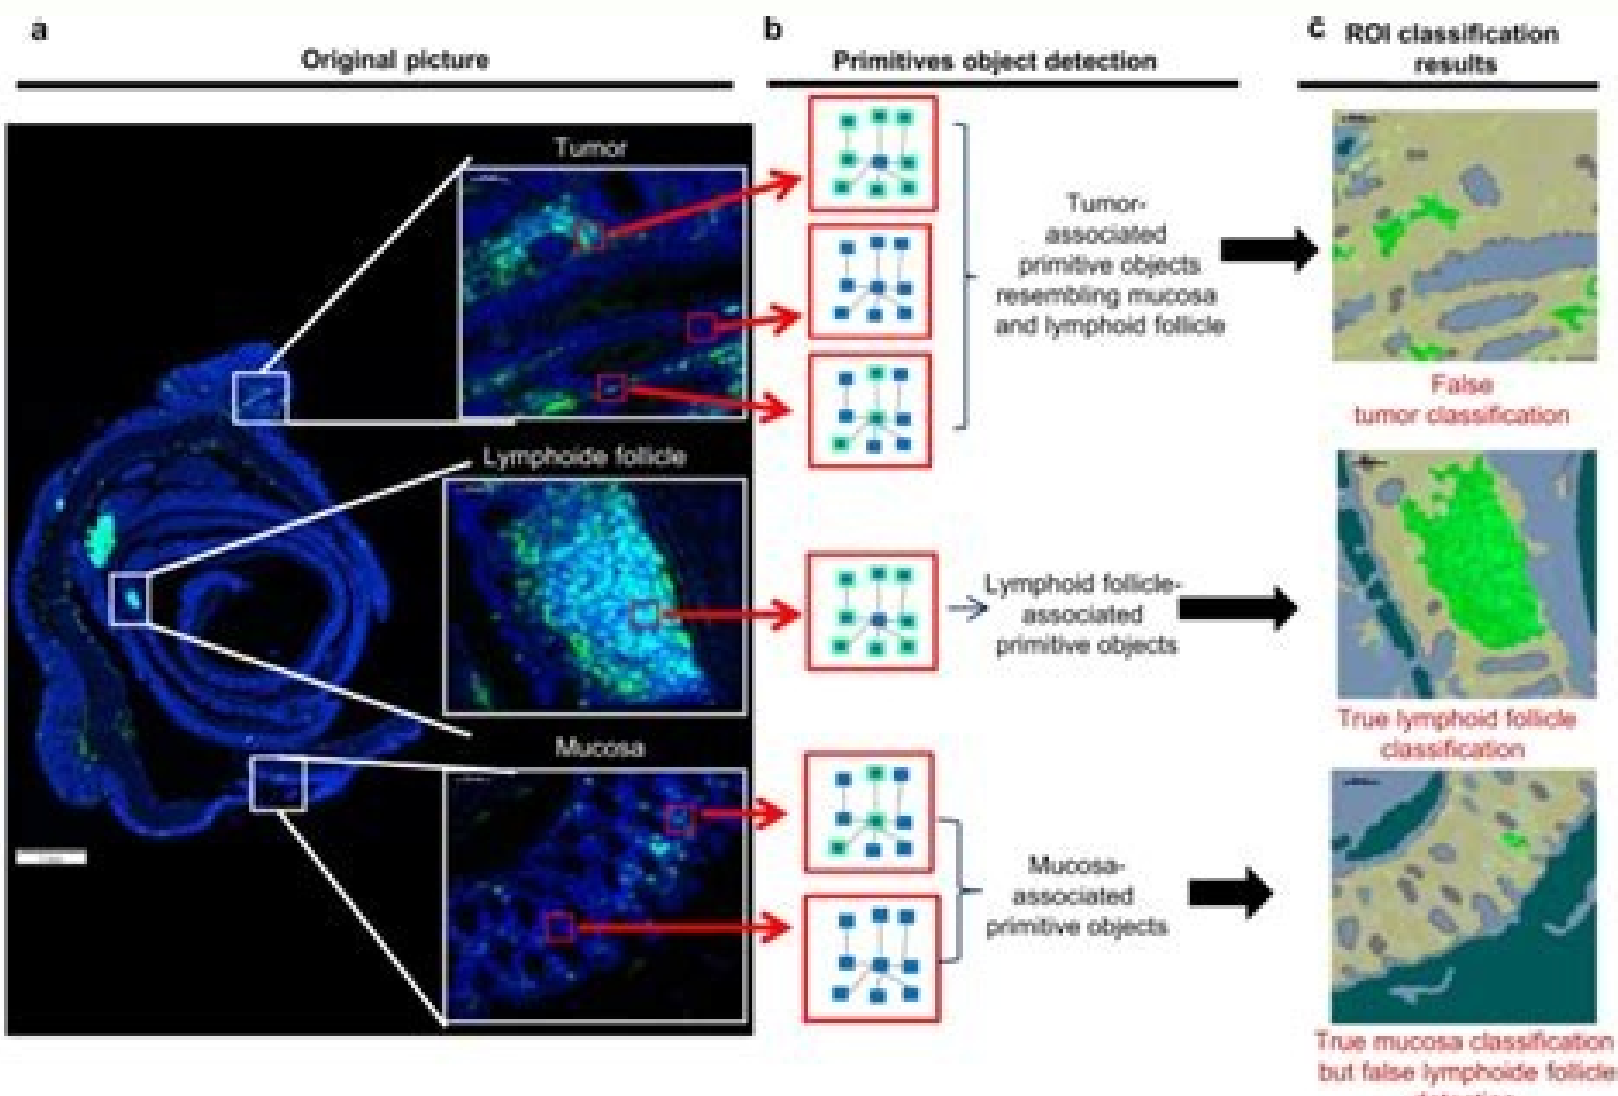 a
Original picture
b
Primitives object detection
c
ROI classification
results
Tumor
Tumor-
associated
primitive objects
resembling mucosa
and lymphoid follicle
False
tumor classification
Lymphoide follicle
Lymphoid follicle-
associated
primitive objects
True lymphoid follicle
classification
Mucosa
Mucosa-
associated
primitive objects
True mucosa classification
but false lymphoide follicle